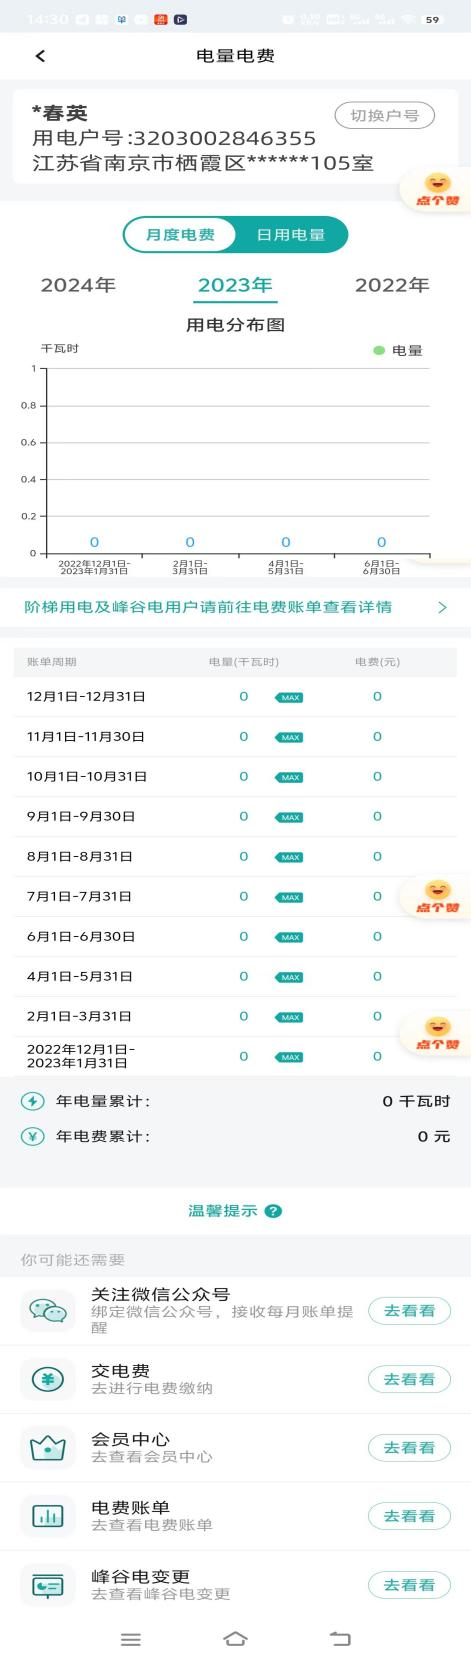 14:30
59
电量电费
*春英
切换户号
用电户号:3203002846355
江苏省南京市栖霞区******105室
点个赞
月度电费
日用电量
2024年
2023年
2022年
用电分布图
千瓦时
电量
1
0.8
0.6
0.4
0.2
0
0
0
0
0
2022年12月1日-
2023年1月31日
2月1日-
3月31日
4月1日-
5月31日
6月1日-
6月30日
阶梯用电及峰谷电用户请前往电费账单查看详情
账单周期 电量(千瓦时) 电费(元)
12月1日-12月31日 0 MAX 0
11月1日-11月30日 0 MAX 0
10月1日-10月31日 0 MAX 0
9月1日-9月30日 0 MAX 0
8月1日-8月31日 0 MAX 0
7月1日-7月31日 0 MAX 0
点个赞
6月1日-6月30日 0 MAX 0
4月1日-5月31日 0 MAX 0
2月1日-3月31日 0 MAX 0
点个赞
2022年12月1日-
2023年1月31日 0 MAX 0
年电量累计: 0 千瓦时
年电费累计: 0 元
温馨提示 ?
你可能还需要
关注微信公众号
绑定微信公众号，接收每月账单提
醒
去看看
交电费
去进行电费缴纳
去看看
会员中心
去查看会员中心
去看看
电费账单
去查看电费账单
去看看
峰谷电变更
去查看峰谷电变更
去看看